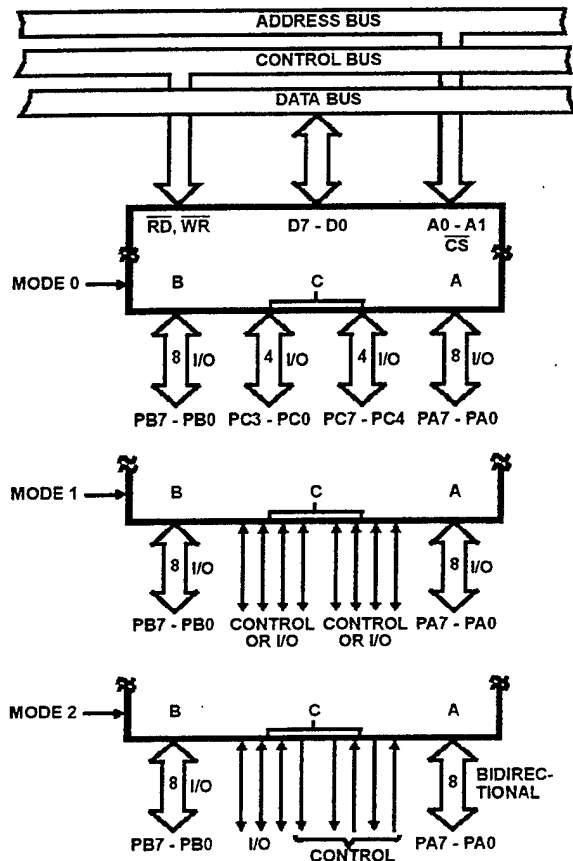 ADDRESS BUS
CONTROL BUS
DATA BUS
RD, WR D7 - D0 A0 - A1
CS
MODE 0 B C A
8 I/O 4 I/O 4 I/O 8 I/O
PB7 - PB0 PC3 - PC0 PC7 - PC4 PA7 - PA0
MODE 1 B C A
8 I/O 8 I/O
PB7 - PB0 CONTROL CONTROL PA7 - PA0
OR I/O OR I/O
MODE 2 B C A
8 I/O 8 BIDIREC-
TIONAL
PB7 - PB0 I/O PA7 - PA0
CONTROL